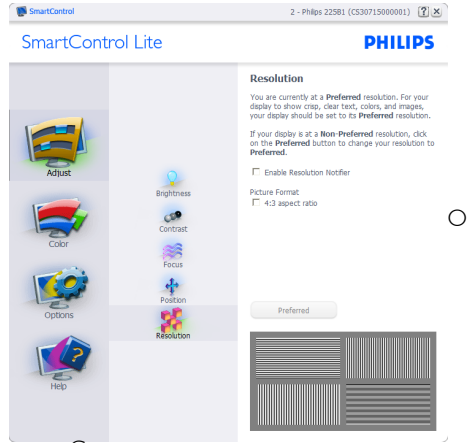 SmartControl
2 - Philips 225B1 (CS30715000001)
? ×
SmartControl Lite
PHILIPS
Adjust
Color
Options
Help
Brightness
Contrast
Focus
Position
Resolution
Resolution
You are currently at a Preferred resolution. For your
display to show crisp, clear text, colors, and images,
your display should be set to its Preferred resolution.
If your display is at a Non-Preferred resolution, click
on the Preferred button to change your resolution to
Preferred.
Enable Resolution Notifier
Picture Format
4:3 aspect ratio
Preferred